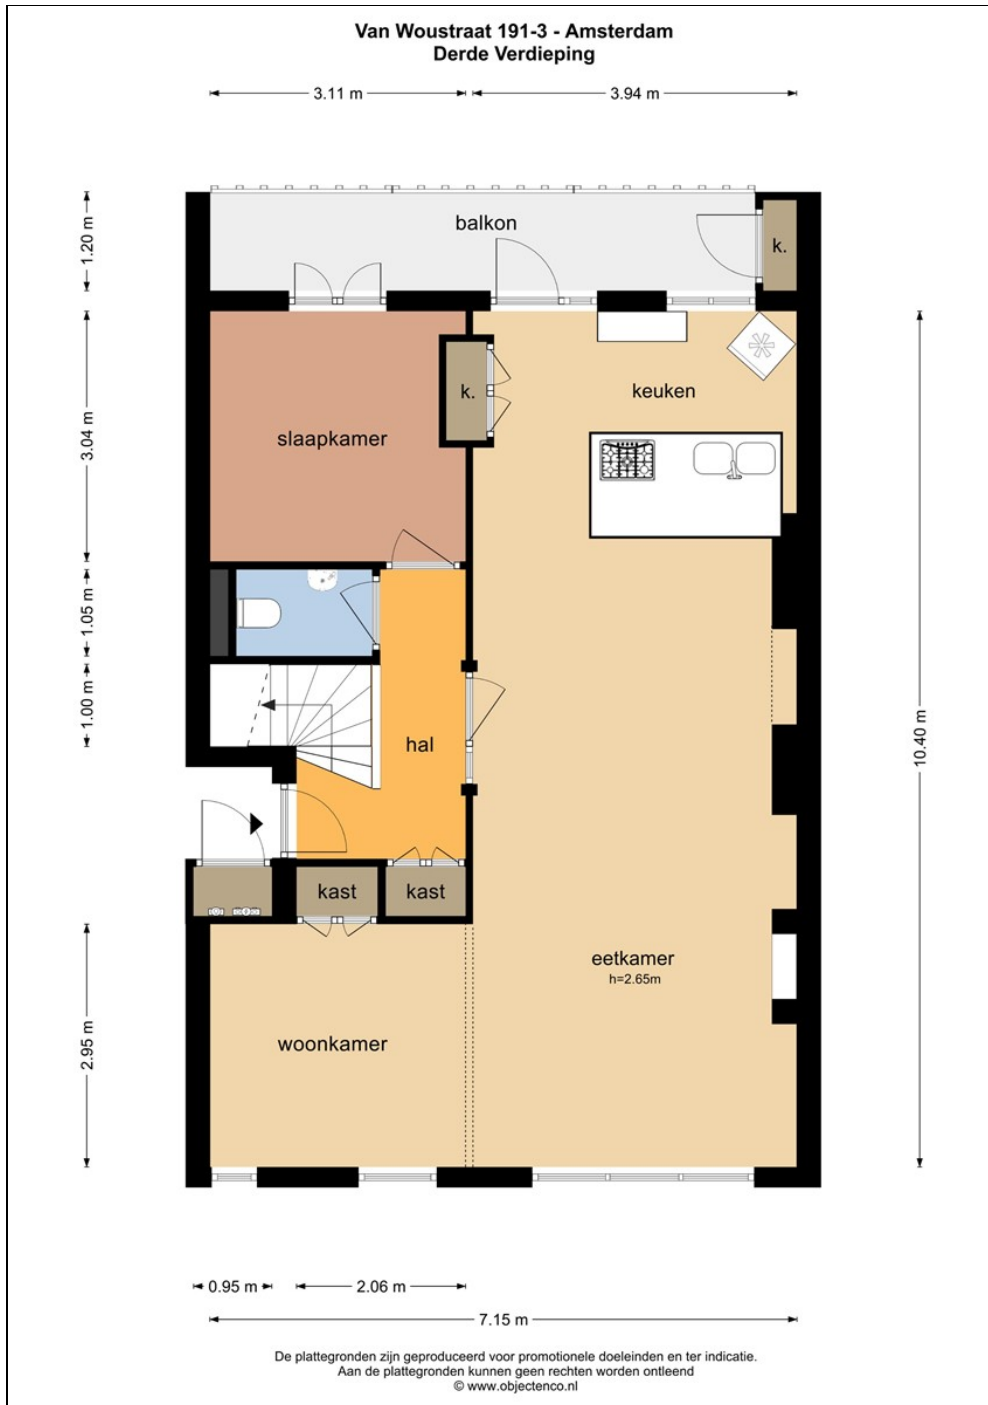 Van Woustraat 191-3 - Amsterdam
Derde Verdieping
3.11 m
3.94 m
1.20 m
balkon
k.
3.04 m
k.
keuken
slaapkamer
1.05 m
1.00 m
hal
10.40 m
kast
kast
eetkamer
h=2.65m
2.95 m
woonkamer
0.95 m
2.06 m
7.15 m
De plattegronden zijn geproduceerd voor promotionele doeleinden en ter indicatie.
Aan de plattegronden kunnen geen rechten worden ontleend
© www.objectenco.nl